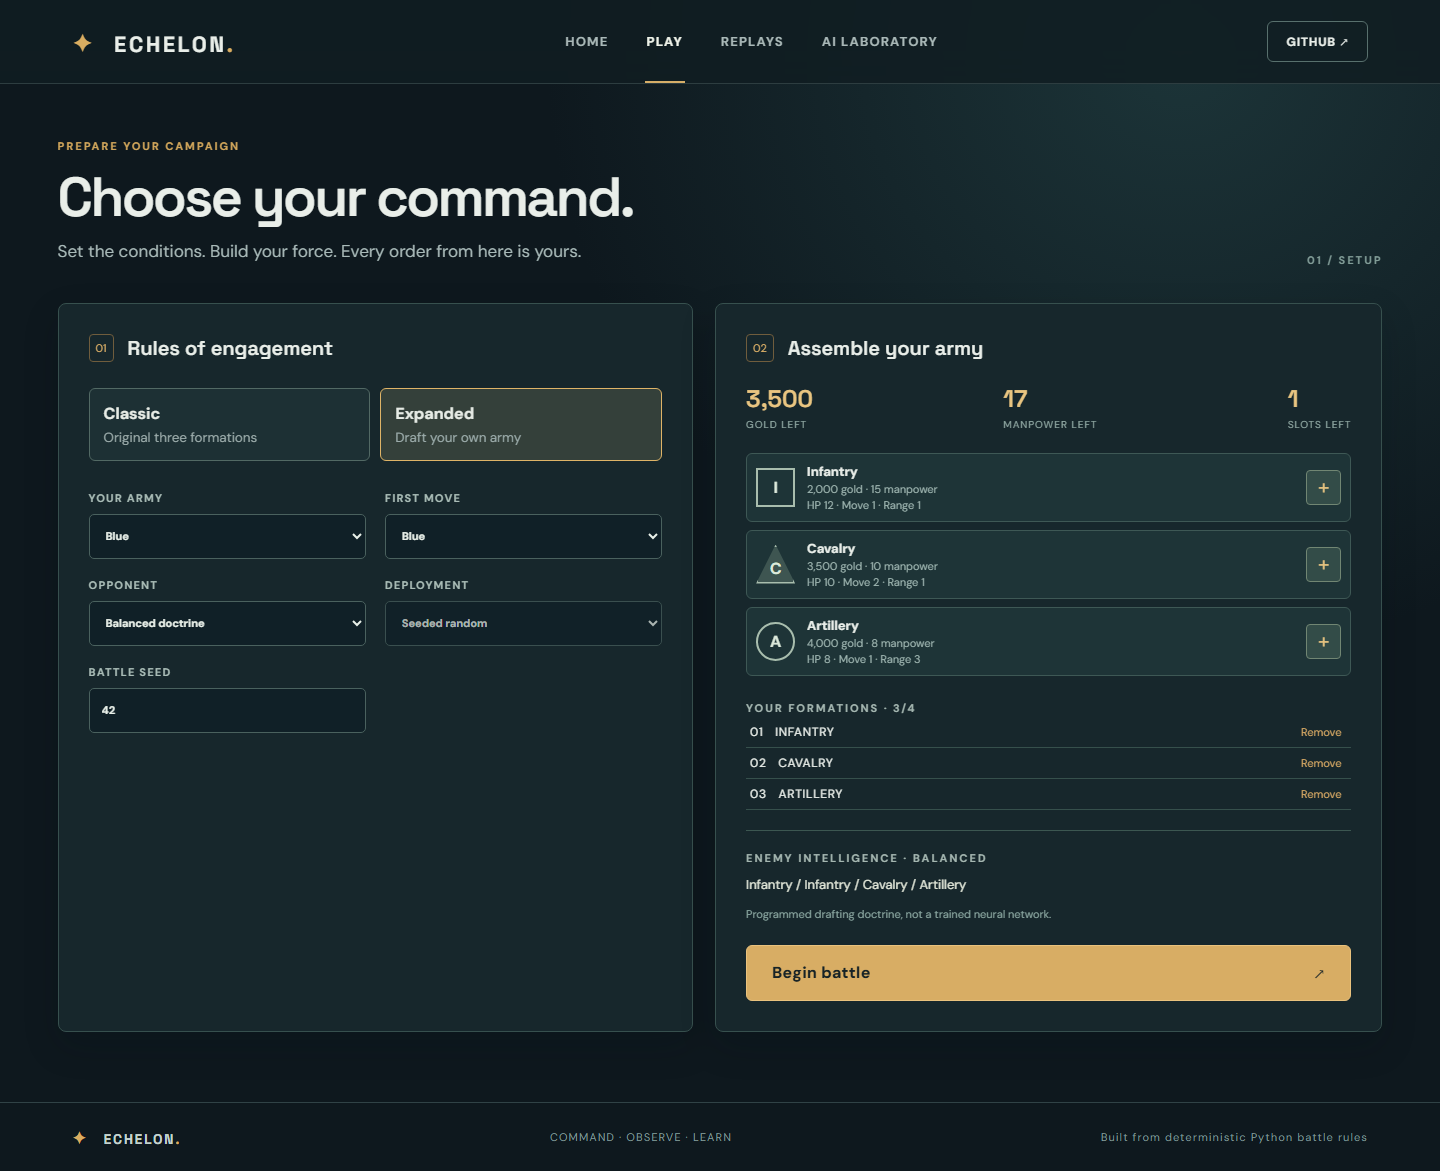 ✦ ECHELON.
HOME PLAY REPLAYS AI LABORATORY
GITHUB ↗
PREPARE YOUR CAMPAIGN
Choose your command.
Set the conditions. Build your force. Every order from here is yours.
01 / SETUP
01 Rules of engagement
Classic
Original three formations
Expanded
Draft your own army
YOUR ARMY
Blue
FIRST MOVE
Blue
OPPONENT
Balanced doctrine
DEPLOYMENT
Seeded random
BATTLE SEED
42
02 Assemble your army
3,500
GOLD LEFT
17
MANPOWER LEFT
1
SLOTS LEFT
I
Infantry
2,000 gold · 15 manpower
HP 12 · Move 1 · Range 1
+
C
Cavalry
3,500 gold · 10 manpower
HP 10 · Move 2 · Range 1
+
A
Artillery
4,000 gold · 8 manpower
HP 8 · Move 1 · Range 3
+
YOUR FORMATIONS · 3/4
01 INFANTRY Remove
02 CAVALRY Remove
03 ARTILLERY Remove
ENEMY INTELLIGENCE · BALANCED
Infantry / Infantry / Cavalry / Artillery
Programmed drafting doctrine, not a trained neural network.
Begin battle ↗
✦ ECHELON.
COMMAND · OBSERVE · LEARN
Built from deterministic Python battle rules